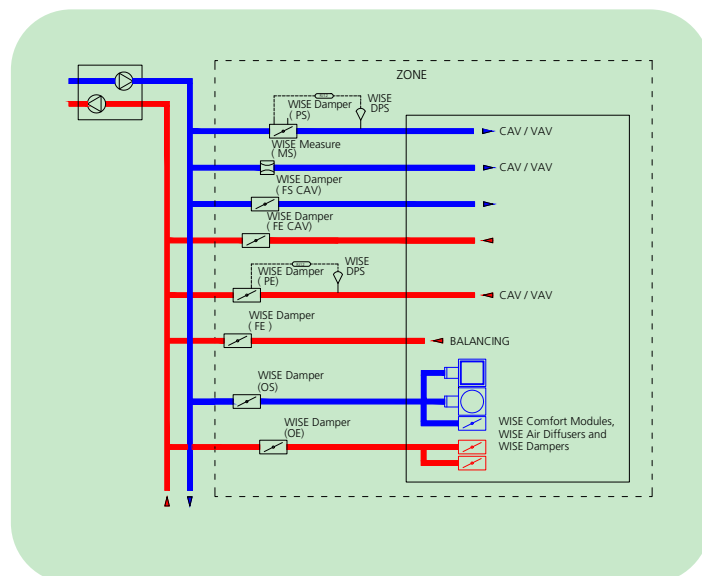 ZONE
WISE Damper
( PS)
WISE
DPS
CAV / VAV
WISE Measure
( MS)
CAV / VAV
WISE Damper
(FS CAV)
WISE Damper
( FE CAV)
WISE Damper
( PE)
WISE
DPS
CAV / VAV
WISE Damper
( FE )
BALANCING
WISE Damper
(OS)
WISE Damper
(OE)
WISE Comfort Modules,
WISE Air Diffusers and
WISE Dampers